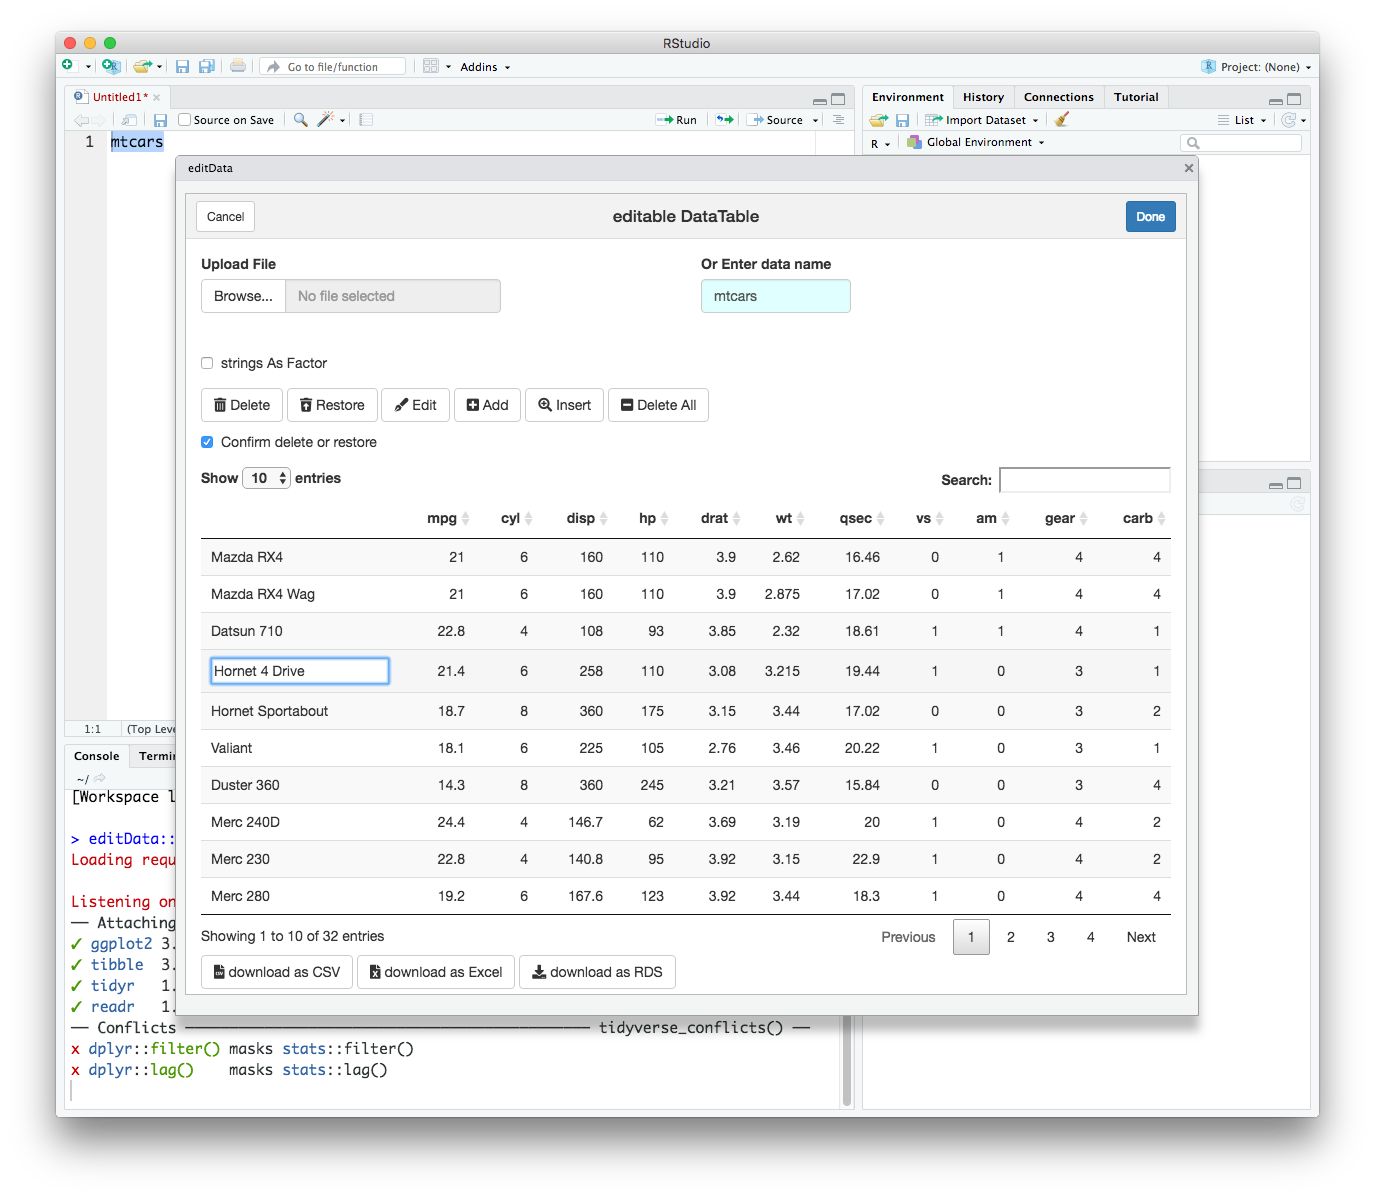 RStudio
Go to file/function Addins Project: (None)
Untitled1* Environment History Connections Tutorial
Source on Save Run Source Import Dataset List
1 mtcars R Global Environment
editData
Cancel editable DataTable Done
Upload File Or Enter data name
Browse... No file selected mtcars
strings As Factor
Delete Restore Edit Add Insert Delete All
Confirm delete or restore
Show 10 entries Search:
mpg cyl disp hp drat wt qsec vs am gear carb
Mazda RX4 21 6 160 110 3.9 2.62 16.46 0 1 4 4
Mazda RX4 Wag 21 6 160 110 3.9 2.875 17.02 0 1 4 4
Datsun 710 22.8 4 108 93 3.85 2.32 18.61 1 1 4 1
Hornet 4 Drive 21.4 6 258 110 3.08 3.215 19.44 1 0 3 1
Hornet Sportabout 18.7 8 360 175 3.15 3.44 17.02 0 0 3 2
Valiant 18.1 6 225 105 2.76 3.46 20.22 1 0 3 1
Duster 360 14.3 8 360 245 3.21 3.57 15.84 0 0 3 4
Merc 240D 24.4 4 146.7 62 3.69 3.19 20 1 0 4 2
Merc 230 22.8 4 140.8 95 3.92 3.15 22.9 1 0 4 2
Merc 280 19.2 6 167.6 123 3.92 3.44 18.3 1 0 4 4
Showing 1 to 10 of 32 entries Previous 1 2 3 4 Next
download as CSV download as Excel download as RDS
1:1 (Top Leve
Console Termin
~/
[Workspace l
> editData::
Loading requ
Listening on
── Attaching
✓ ggplot2 3.
✓ tibble 3.
✓ tidyr 1.
✓ readr 1.
── Conflicts ────────── tidyverse_conflicts() ──
x dplyr::filter() masks stats::filter()
x dplyr::lag() masks stats::lag()